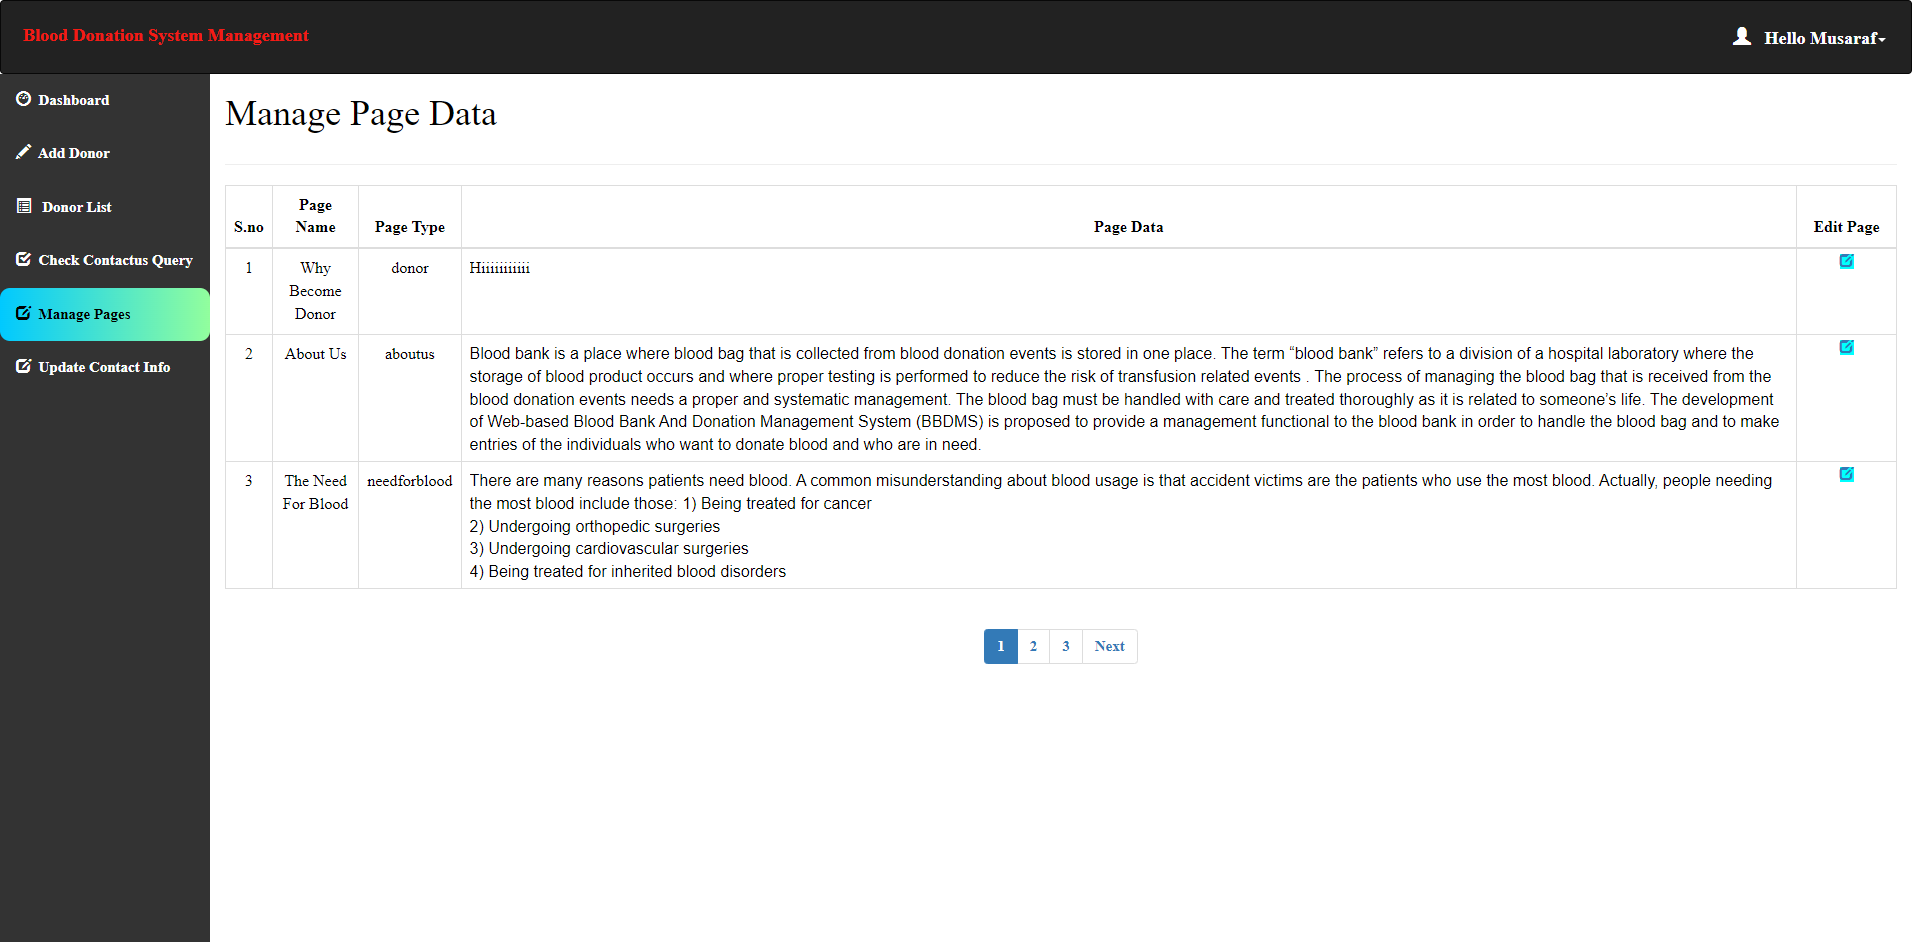 Blood Donation System Management
Hello Musaraf
Dashboard
Add Donor
Donor List
Check Contactus Query
Manage Pages
Update Contact Info
Manage Page Data
S.no
Page
Name
Page Type
Page Data
Edit Page
1
Why
Become
Donor
donor
Hiiiiiiiiiii
2
About Us
aboutus
Blood bank is a place where blood bag that is collected from blood donation events is stored in one place. The term “blood bank” refers to a division of a hospital laboratory where the
storage of blood product occurs and where proper testing is performed to reduce the risk of transfusion related events . The process of managing the blood bag that is received from the
blood donation events needs a proper and systematic management. The blood bag must be handled with care and treated thoroughly as it is related to someone’s life. The development
of Web-based Blood Bank And Donation Management System (BBDMS) is proposed to provide a management functional to the blood bank in order to handle the blood bag and to make
entries of the individuals who want to donate blood and who are in need.
3
The Need
For Blood
needforblood
There are many reasons patients need blood. A common misunderstanding about blood usage is that accident victims are the patients who use the most blood. Actually, people needing
the most blood include those: 1) Being treated for cancer
2) Undergoing orthopedic surgeries
3) Undergoing cardiovascular surgeries
4) Being treated for inherited blood disorders
1
2
3
Next